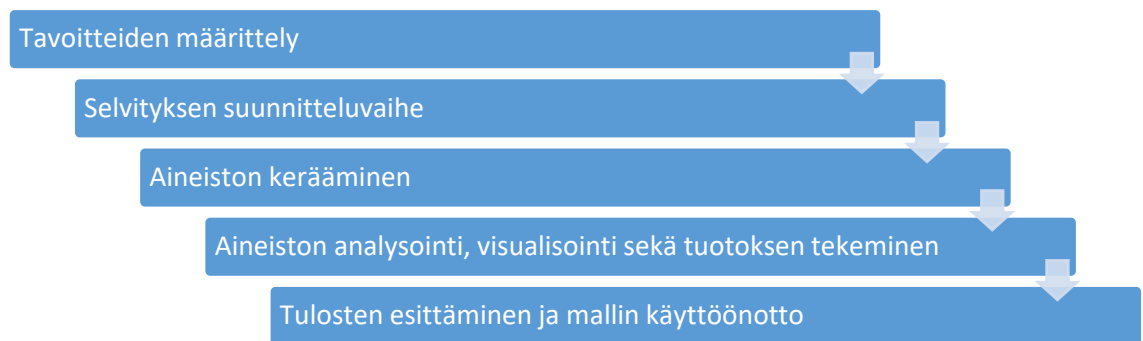 Tavoitteiden määrittely
Selvityksen suunnitteluvaihe
Aineiston kerääminen
Aineiston analysointi, visualisointi sekä tuotoksen tekeminen
Tulosten esittäminen ja mallin käyttöönotto